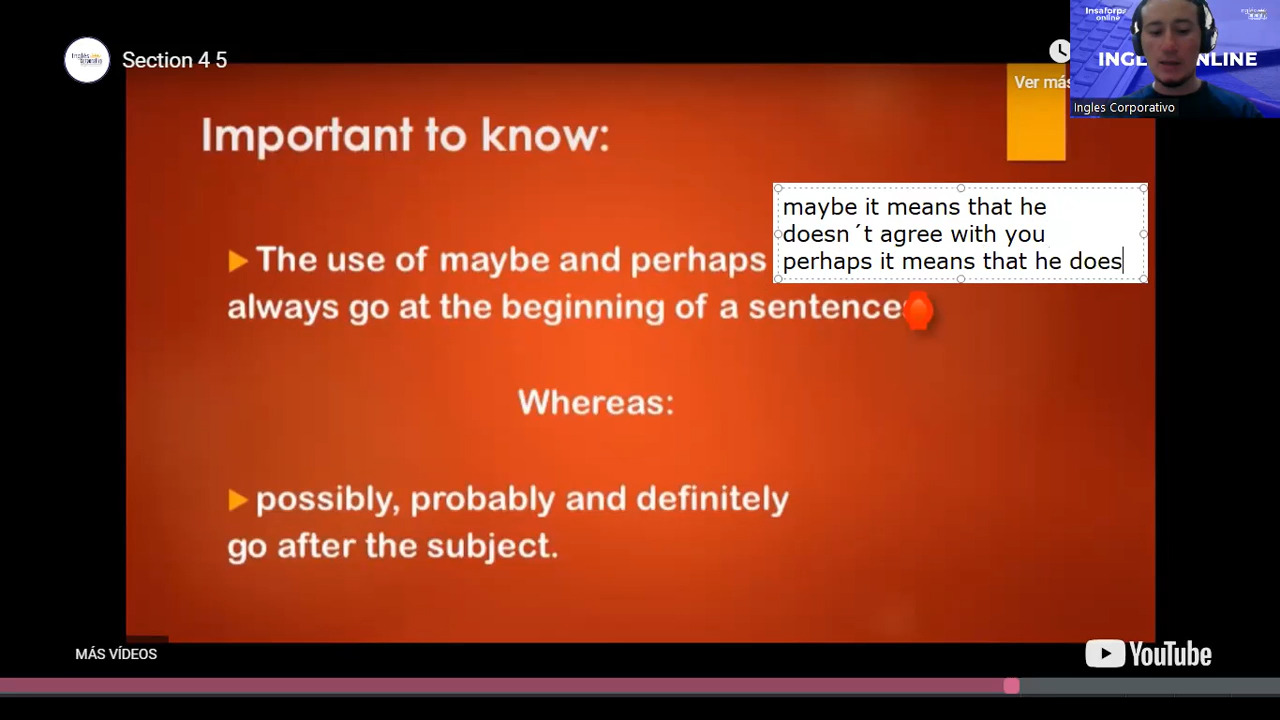 Section 4 5
Insaforp
online
INGL
NLINE
Ver más
Ingles Corporativo
Important to know:
maybe it means that he
doesn´t agree with you
perhaps it means that he does
The use of maybe and perhaps
always go at the beginning of a sentence
Whereas:
possibly, probably and definitely
go after the subject.
MÁS VÍDEOS
YouTube